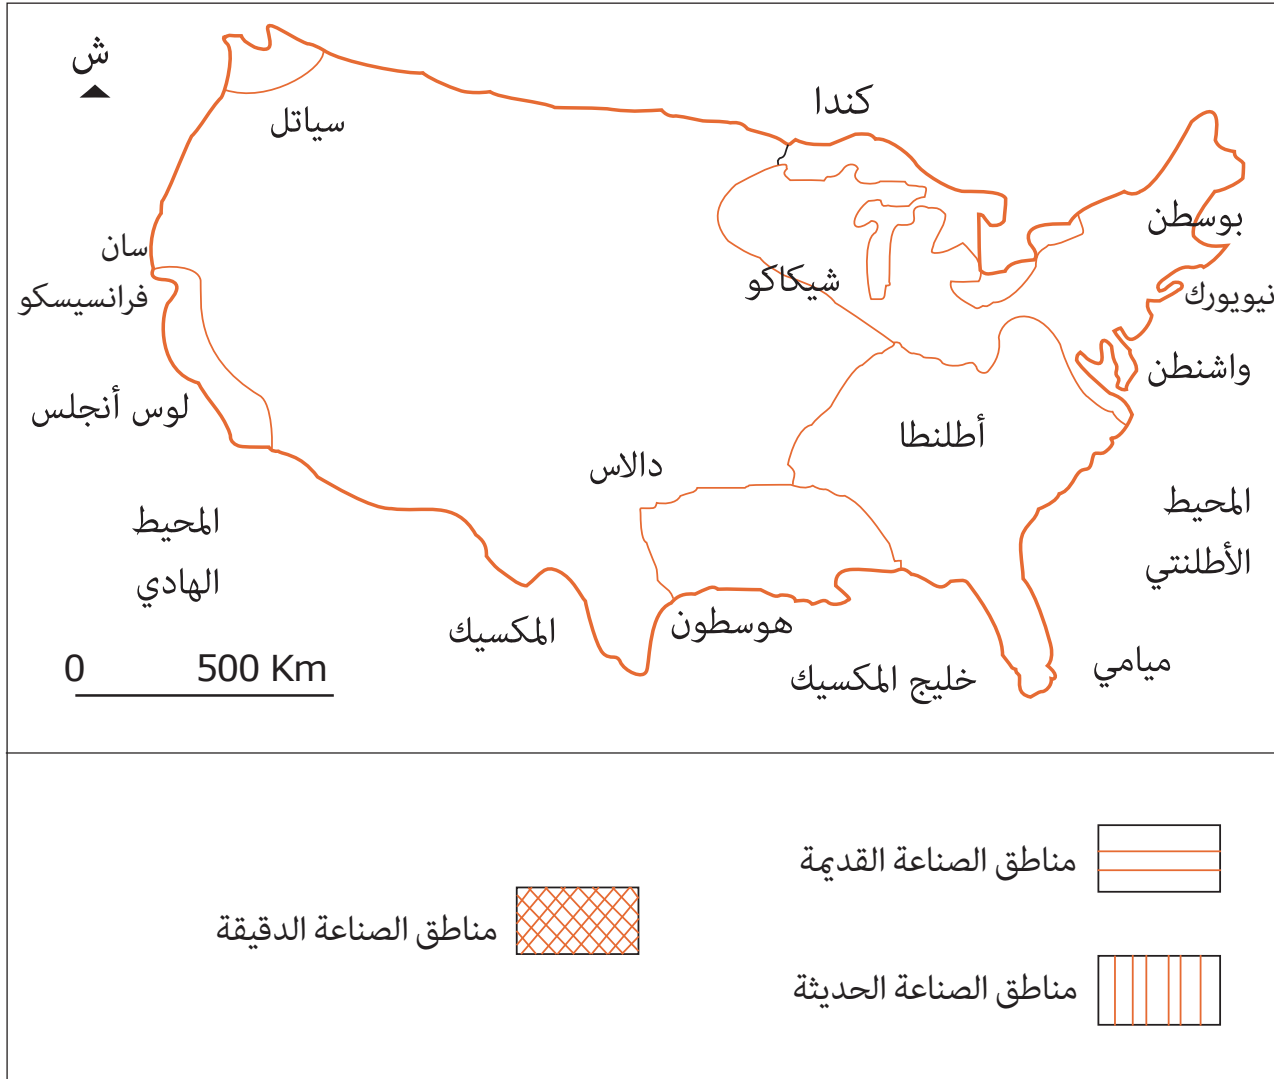 ش
كندا
سياتل
بوسطن
سان
فرانسيسكو
شيكاكو
نيويورك
واشنطن
لوس أنجلس
أطلنطا
دالاس
المحيط
الأطلنتي
المحيط
الهادي
المكسيك
هوسطون
ميامي
خليج المكسيك
0 500 Km
مناطق الصناعة القديمة
مناطق الصناعة الدقيقة
مناطق الصناعة الحديثة